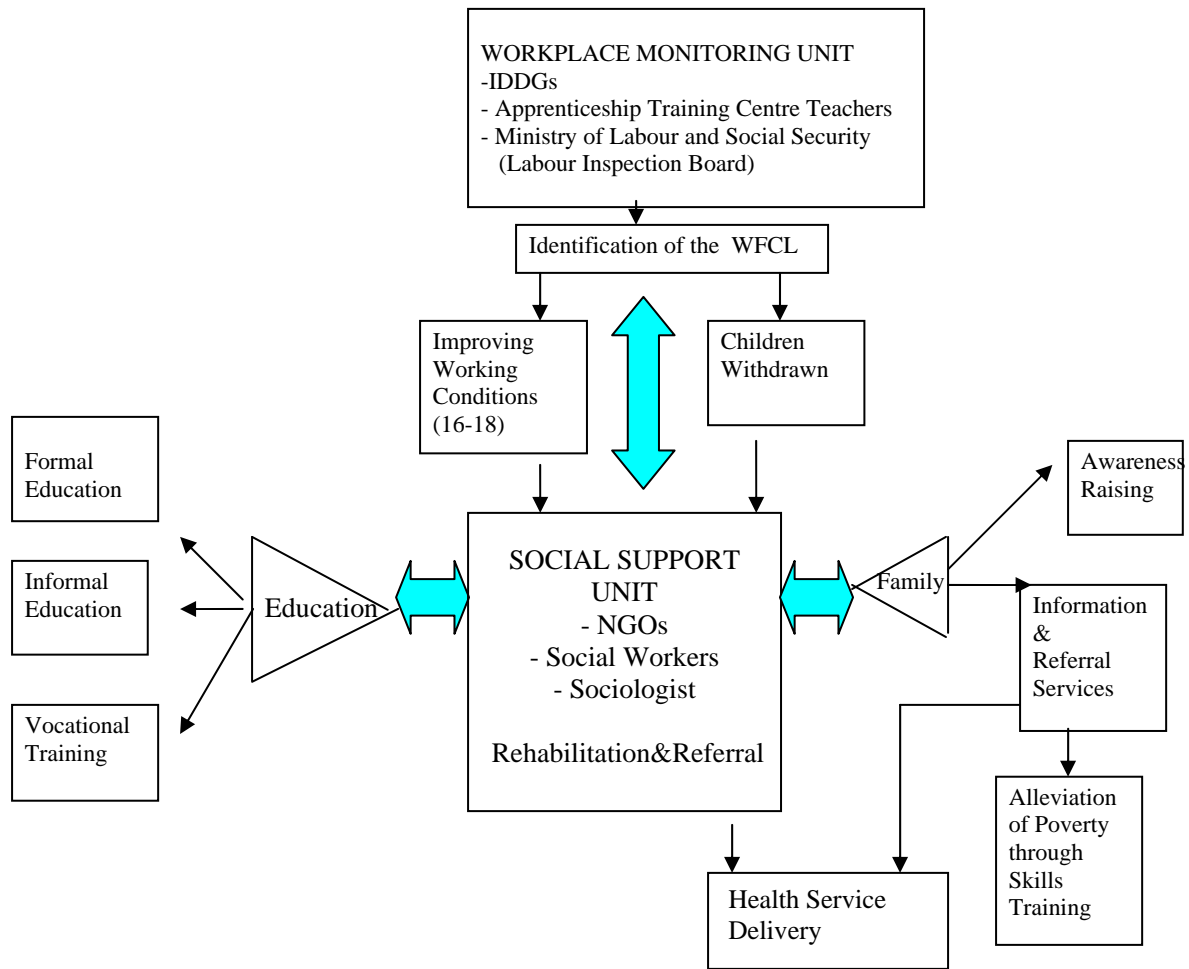 WORKPLACE MONITORING UNIT
-IDDGs
- Apprenticeship Training Centre Teachers
- Ministry of Labour and Social Security
(Labour Inspection Board)
Identification of the WFCL
Improving
Working
Conditions
(16-18)
Children
Withdrawn
Formal
Education
Informal
Education
Vocational
Training
Education
SOCIAL SUPPORT
UNIT
- NGOs
- Social Workers
- Sociologist
Rehabilitation&Referral
Family
Awareness
Raising
Information
&
Referral
Services
Alleviation
of Poverty
through
Skills
Training
Health Service
Delivery